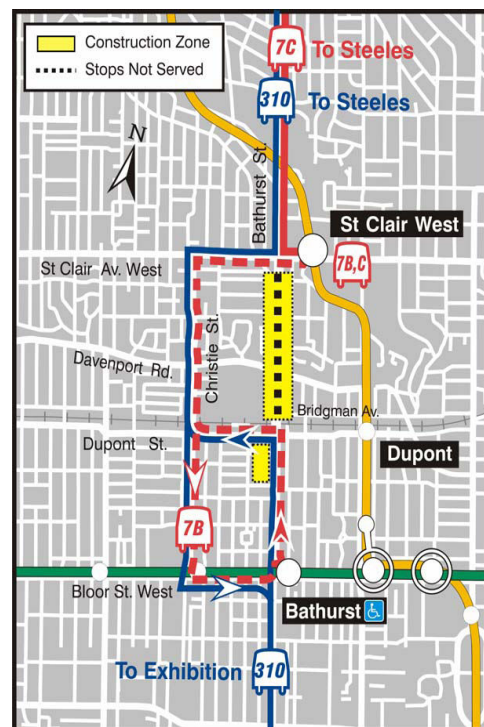 Construction Zone
Stops Not Served
7C
To Steeles
310
To Steeles
N
Bathurst St.
St Clair West
7B,C
St Clair Av. West
Christie St.
Davenport Rd.
Bridgman Av.
Dupont St.
Dupont
7B
Bloor St. West
Bathurst
To Exhibition
310